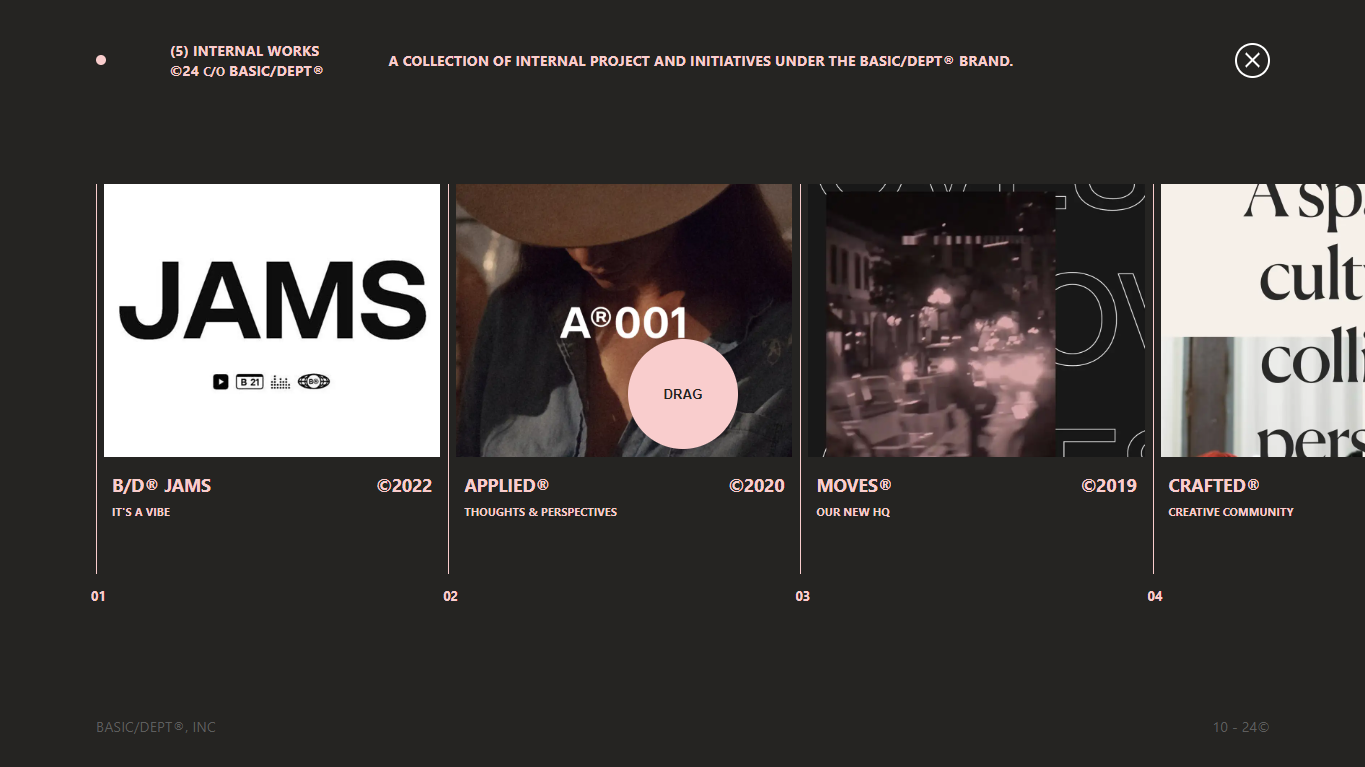 (5) INTERNAL WORKS
©24 C/O BASIC/DEPT®
A COLLECTION OF INTERNAL PROJECT AND INITIATIVES UNDER THE BASIC/DEPT® BRAND.
JAMS
B 21
B®
A®001
DRAG
A spa
cult
colli
pers
B/D® JAMS
©2022
IT'S A VIBE
APPLIED®
©2020
THOUGHTS & PERSPECTIVES
MOVES®
©2019
OUR NEW HQ
CRAFTED®
CREATIVE COMMUNITY
01
02
03
04
BASIC/DEPT®, INC
10 - 24©